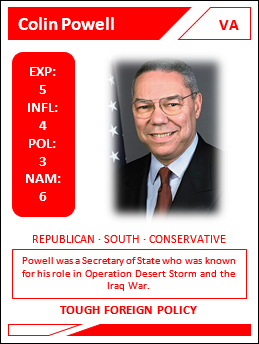 Colin Powell
VA
EXP:
5
INFL:
4
POL:
3
NAM:
6
REPUBLICAN · SOUTH · CONSERVATIVE
Powell was a Secretary of State who was known
for his role in Operation Desert Storm and the
Iraq War.
TOUGH FOREIGN POLICY